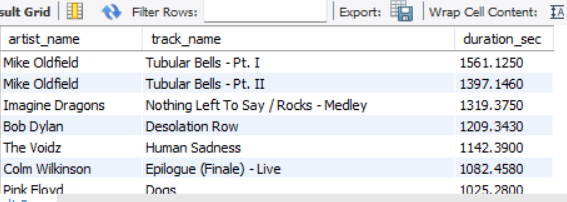 sult Grid Filter Rows: Export: Wrap Cell Content: IA
artist_name track_name duration_sec
Mike Oldfield Tubular Bells - Pt. I 1561.1250
Mike Oldfield Tubular Bells - Pt. II 1397.1460
Imagine Dragons Nothing Left To Say / Rocks - Medley 1319.3750
Bob Dylan Desolation Row 1209.3430
The Voidz Human Sadness 1142.3900
Colm Wilkinson Epilogue (Finale) - Live 1082.4580
Pink Floyd Dogs 1025.2800